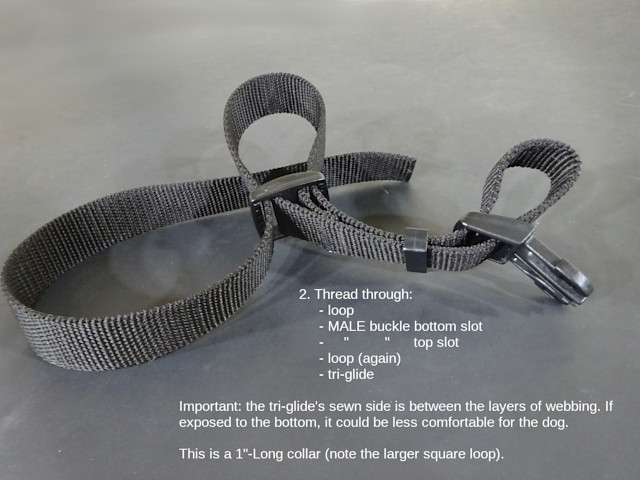 2. Thread through:
- loop
- MALE buckle bottom slot
- " " top slot
- loop (again)
- tri-glide
Important: the tri-glide's sewn side is between the layers of webbing. If
exposed to the bottom, it could be less comfortable for the dog.
This is a 1"-Long collar (note the larger square loop).